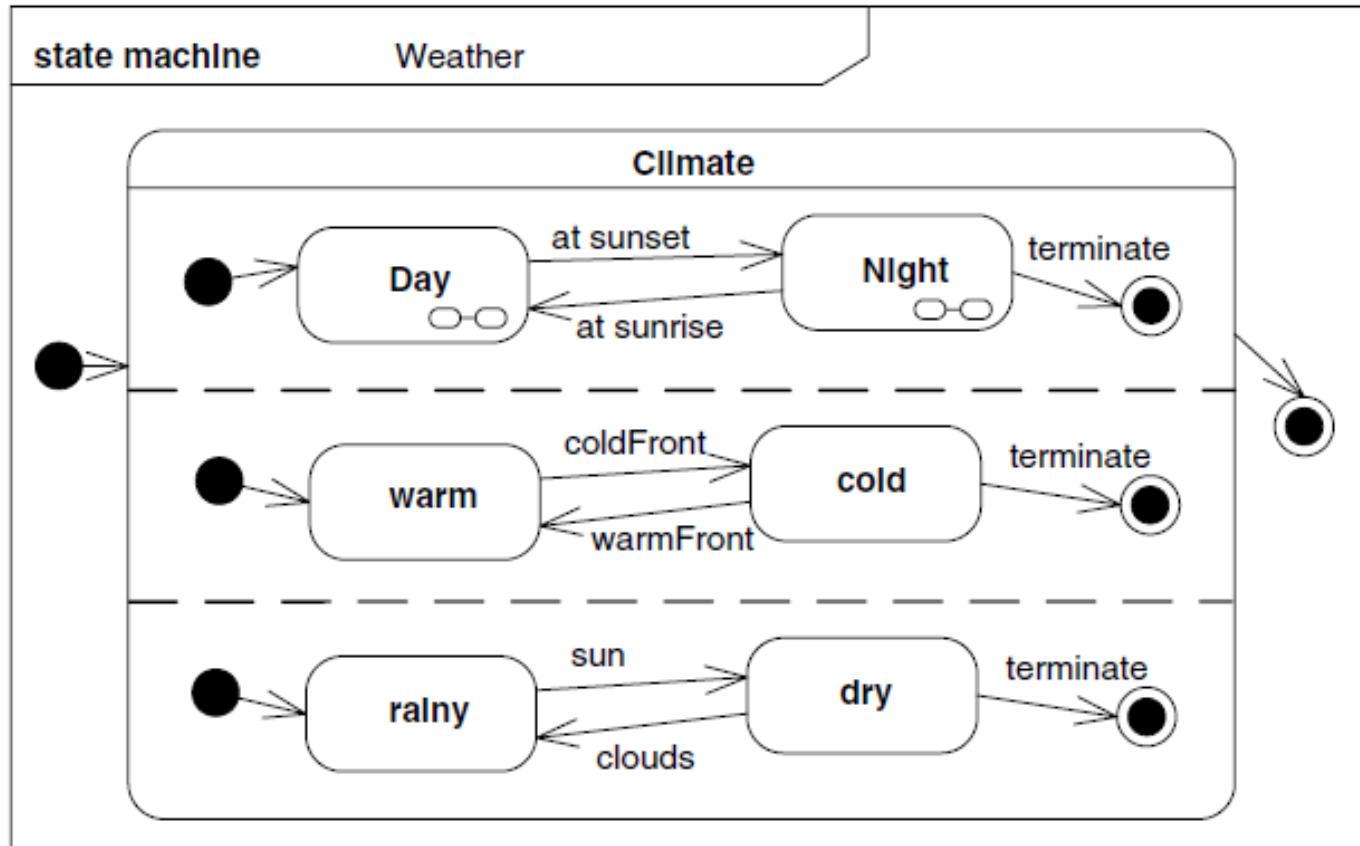 state machine Weather
Climate
at sunset
Day
Night
terminate
at sunrise
coldFront
warm
cold
terminate
warmFront
sun
rainy
dry
terminate
clouds